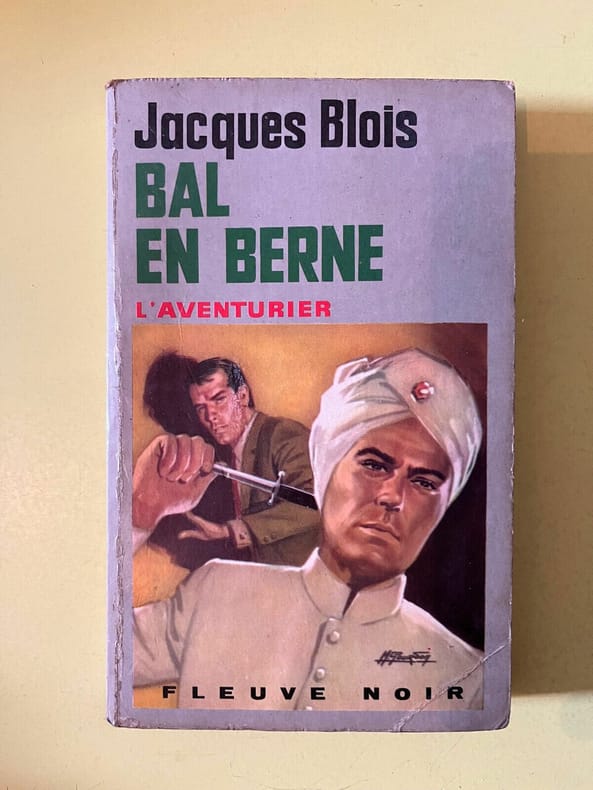 Jacques Blois
BAL
EN BERNE
L'AVENTURIER
FLEUVE NOIR